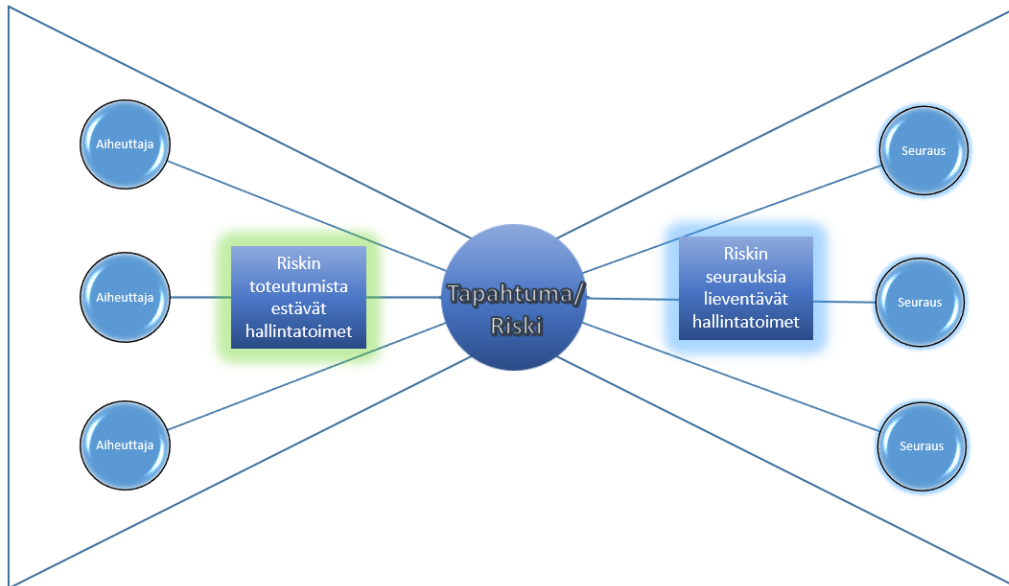 Aiheuttaja
Seuraus
Riskin
toteutumista
estävät
hallintatoimet
Riskin
seurauksia
lieventävät
hallintatoimet
Aiheuttaja
Tapahtuma/
Riski
Seuraus
Aiheuttaja
Seuraus